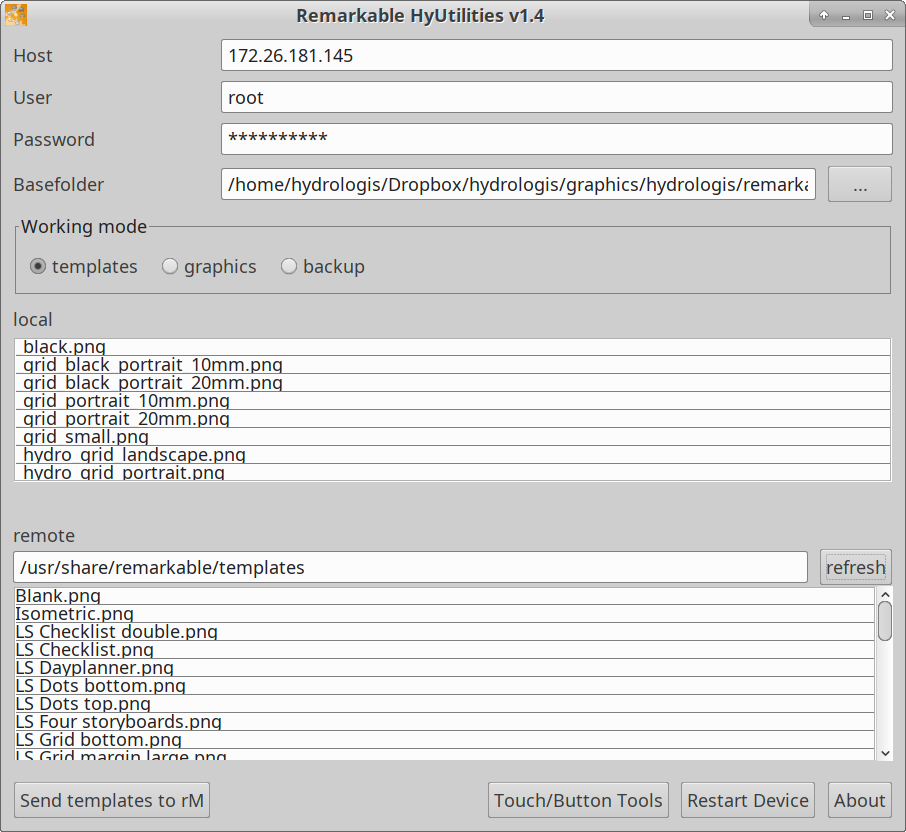 Remarkable HyUtilities v1.4
Host 172.26.181.145
User root
Password **********
Basefolder /home/hydrologis/Dropbox/hydrologis/graphics/hydrologis/remarka ...
Working mode
templates graphics backup
local
black.png
grid_black_portrait_10mm.png
grid_black_portrait_20mm.png
grid_portrait_10mm.png
grid_portrait_20mm.png
grid_small.png
hydro_grid_landscape.png
hydro_grid_portrait.png
remote
/usr/share/remarkable/templates refresh
Blank.png
Isometric.png
LS Checklist double.png
LS Checklist.png
LS Dayplanner.png
LS Dots bottom.png
LS Dots top.png
LS Four storyboards.png
LS Grid bottom.png
LS Grid margin large.png
Send templates to rM Touch/Button Tools Restart Device About